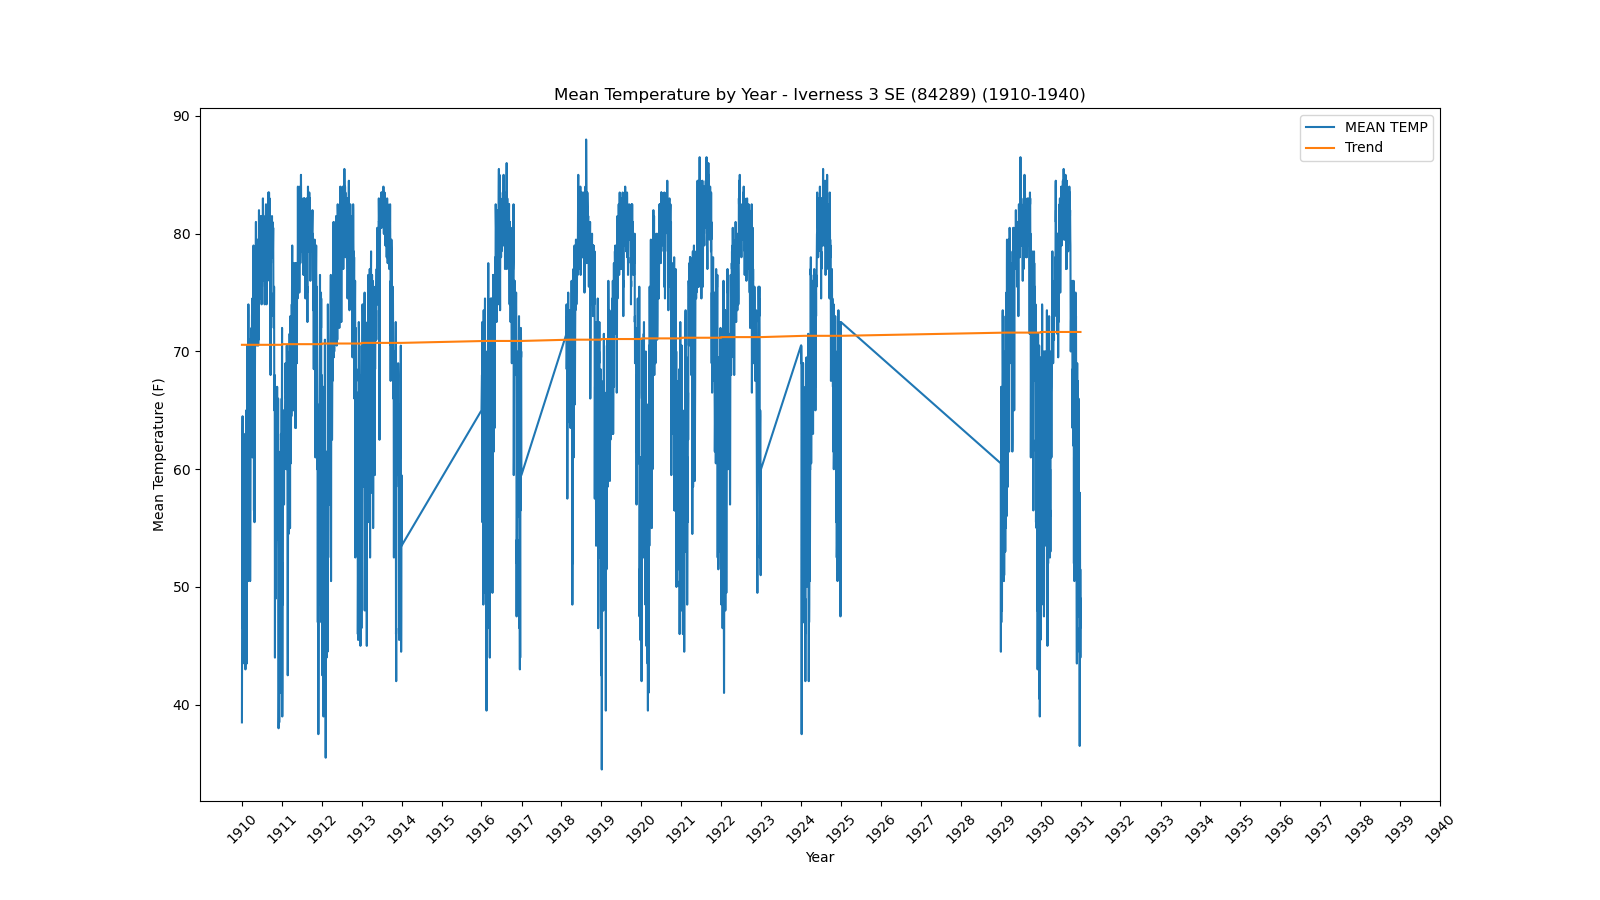 Mean Temperature by Year - Iverness 3 SE (84289) (1910-1940)
MEAN TEMP
Trend
Mean Temperature (F)
90
80
70
60
50
40
1910 1911 1912 1913 1914 1915 1916 1917 1918 1919 1920 1921 1922 1923 1924 1925 1926 1927 1928 1929 1930 1931 1932 1933 1934 1935 1936 1937 1938 1939 1940
Year